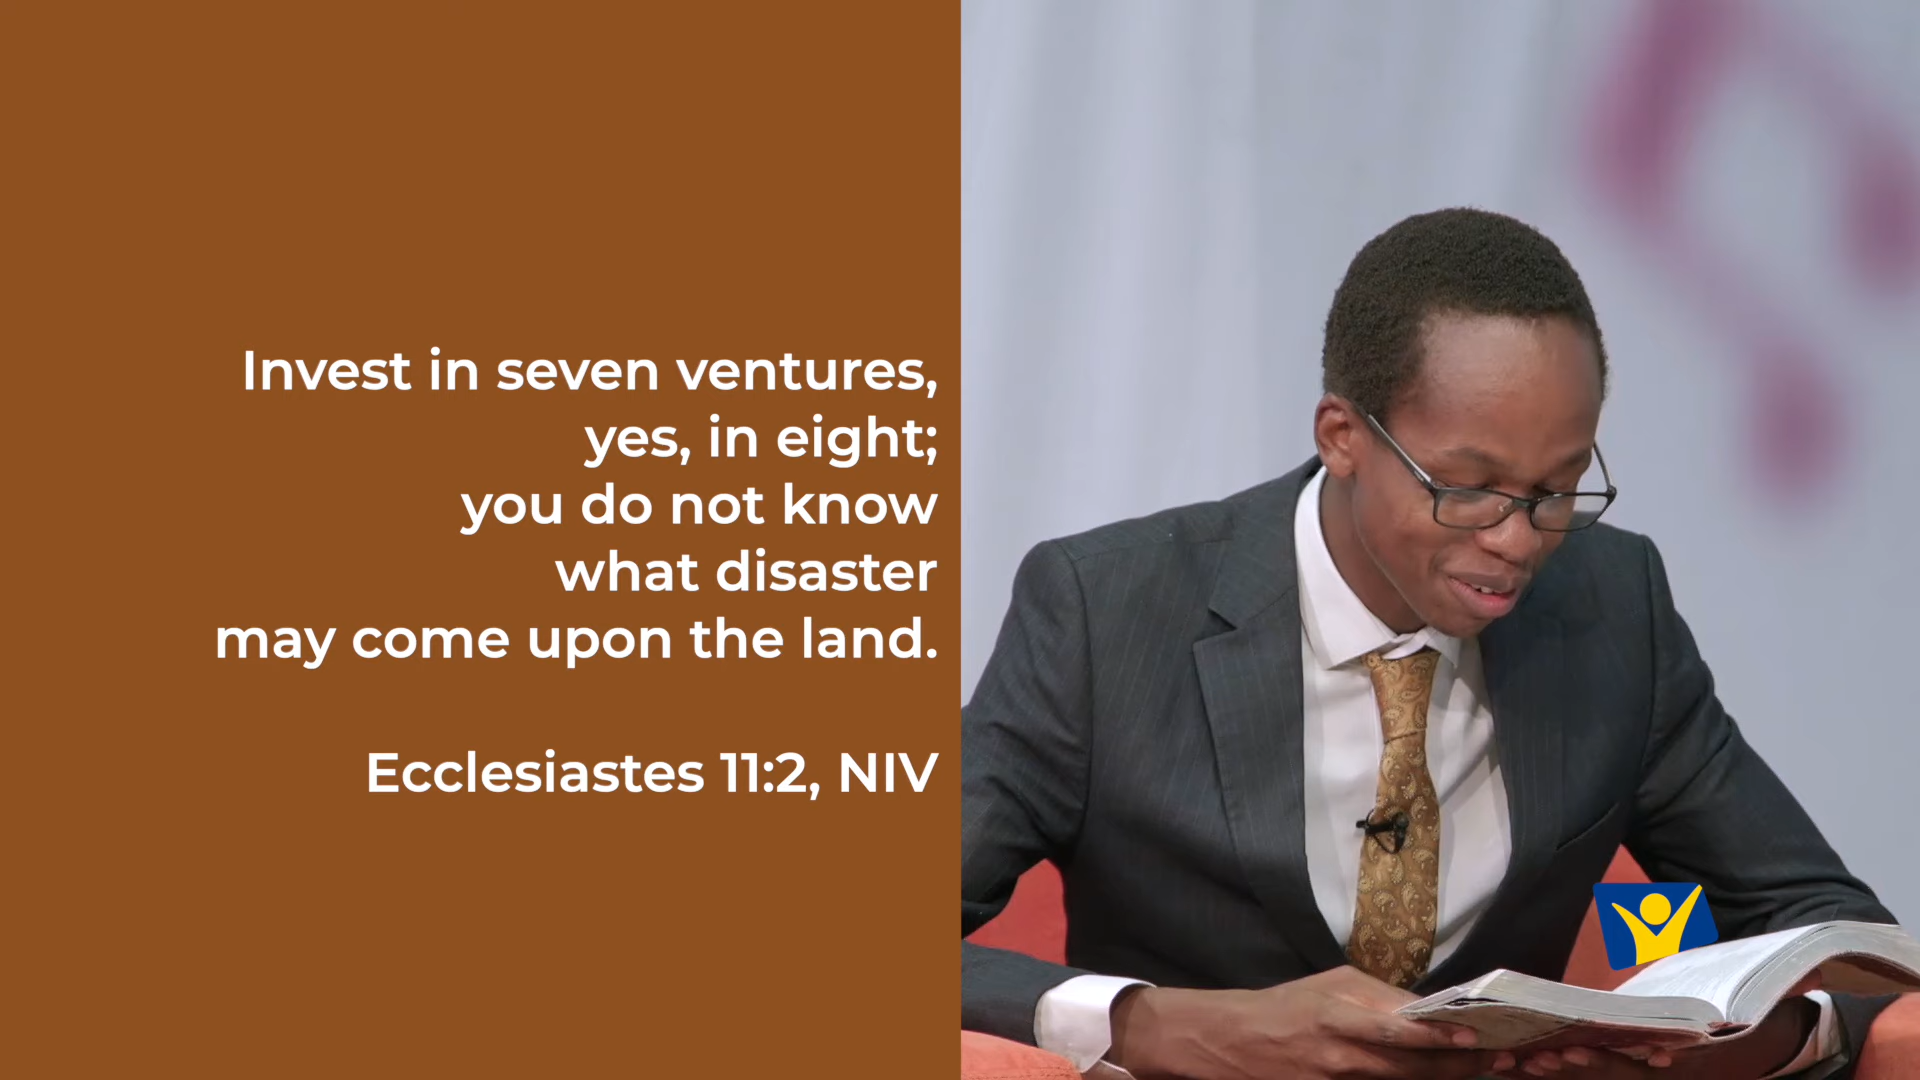 Invest in seven ventures,
yes, in eight;
you do not know
what disaster
may come upon the land.
Ecclesiastes 11:2, NIV